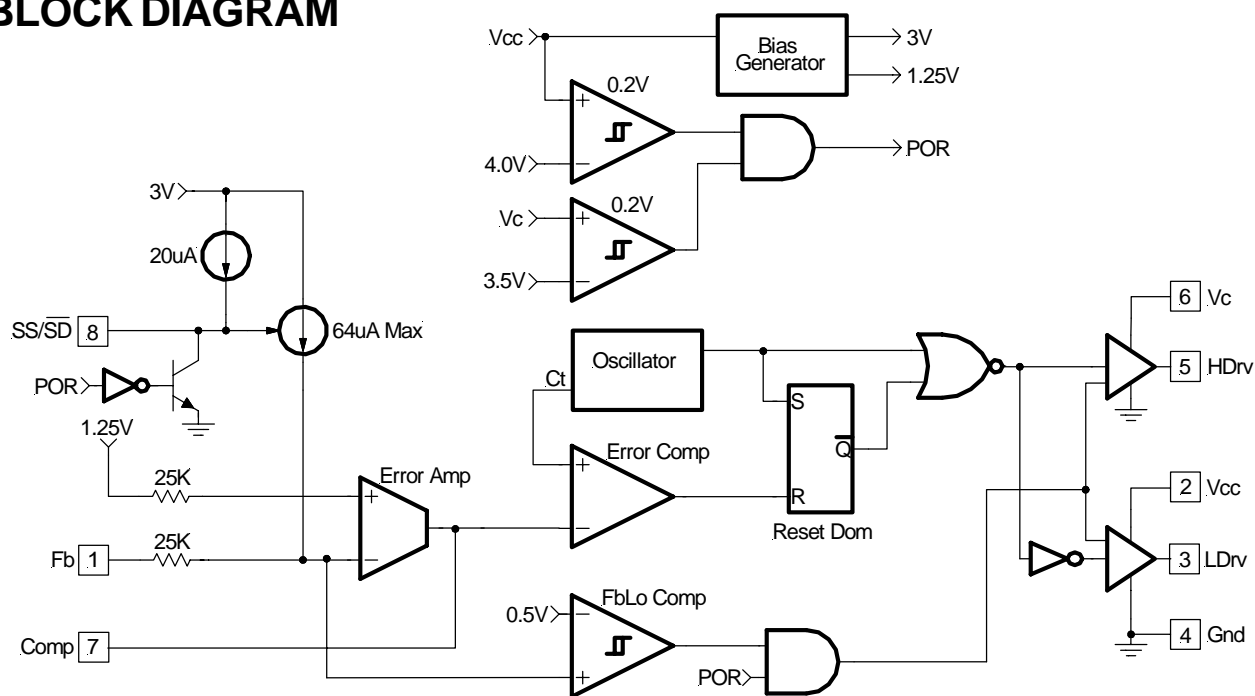 BLOCK DIAGRAM
Vcc
Bias
Generator
3V
1.25V
0.2V
+
−
4.0V
POR
3V
Vc
0.2V
+
−
3.5V
20uA
64uA Max
SS/SD 8
POR
1.25V
25K
Error Amp
+
−
Fb 1
25K
Comp 7
Oscillator
Ct
Error Comp
+
−
S
Q
R
Reset Dom
0.5V
FbLo Comp
−
+
POR
6 Vc
5 HDrv
2 Vcc
3 LDrv
4 Gnd